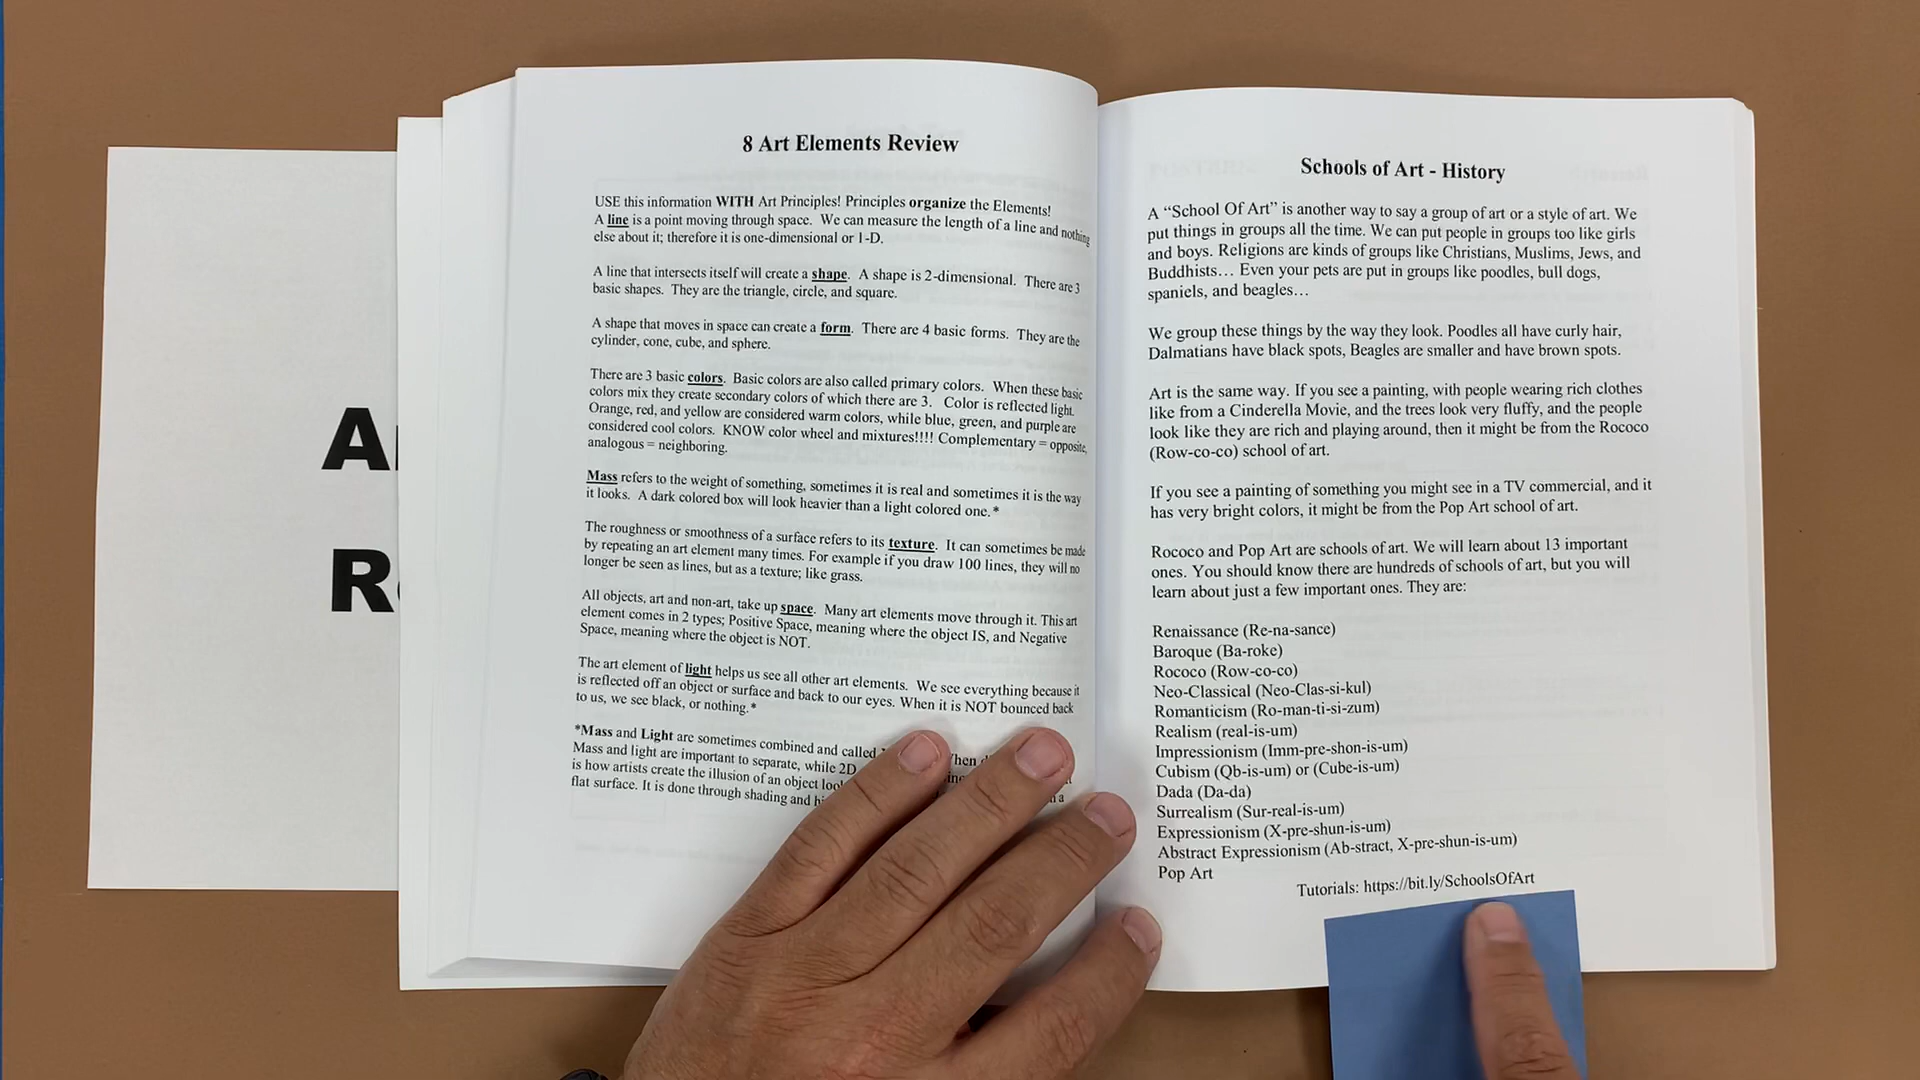 8 Art Elements Review
USE this information WITH Art Principles! Principles organize the Elements!
A line is a point moving through space. We can measure the length of a line and nothing
else about it; therefore it is one-dimensional or 1-D.
A line that intersects itself will create a shape. A shape is 2-dimensional. There are 3
basic shapes. They are the triangle, circle, and square.
A shape that moves in space can create a form. There are 4 basic forms. They are the
cylinder, cone, cube, and sphere.
There are 3 basic colors. Basic colors are also called primary colors. When these basic
colors mix they create secondary colors of which there are 3. Color is reflected light.
Orange, red, and yellow are considered warm colors, while blue, green, and purple are
considered cool colors. KNOW color wheel and mixtures!!!! Complementary = opposite,
analogous = neighboring.
Mass refers to the weight of something, sometimes it is real and sometimes it is the way
it looks. A dark colored box will look heavier than a light colored one.*
The roughness or smoothness of a surface refers to its texture. It can sometimes be made
by repeating an art element many times. For example if you draw 100 lines, they will no
longer be seen as lines, but as a texture; like grass.
All objects, art and non-art, take up space. Many art elements move through it. This art
element comes in 2 types; Positive Space, meaning where the object IS, and Negative
Space, meaning where the object is NOT.
The art element of light helps us see all other art elements. We see everything because it
is reflected off an object or surface and back to our eyes. When it is NOT bounced back
to us, we see black, or nothing.*
*Mass and Light are sometimes combined and called
Mass and light are important to separate, while 2D
is how artists create the illusion of an object
flat surface. It is done through shading and
Schools of Art - History
A “School Of Art” is another way to say a group of art or a style of art. We
put things in groups all the time. We can put people in groups too like girls
and boys. Religions are kinds of groups like Christians, Muslims, Jews, and
Buddhists… Even your pets are put in groups like poodles, bull dogs,
spaniels, and beagles…
We group these things by the way they look. Poodles all have curly hair,
Dalmatians have black spots, Beagles are smaller and have brown spots.
Art is the same way. If you see a painting, with people wearing rich clothes
like from a Cinderella Movie, and the trees look very fluffy, and the people
look like they are rich and playing around, then it might be from the Rococo
(Row-co-co) school of art.
If you see a painting of something you might see in a TV commercial, and it
has very bright colors, it might be from the Pop Art school of art.
Rococo and Pop Art are schools of art. We will learn about 13 important
ones. You should know there are hundreds of schools of art, but you will
learn about just a few important ones. They are:
Renaissance (Re-na-sance)
Baroque (Ba-roke)
Rococo (Row-co-co)
Neo-Classical (Neo-Clas-si-kul)
Romanticism (Ro-man-ti-si-zum)
Realism (real-is-um)
Impressionism (Imm-pre-shon-is-um)
Cubism (Qb-is-um) or (Cube-is-um)
Dada (Da-da)
Surrealism (Sur-real-is-um)
Expressionism (X-pre-shun-is-um)
Abstract Expressionism (Ab-stract, X-pre-shun-is-um)
Pop Art
Tutorials: https://bit.ly/SchoolsOfArt